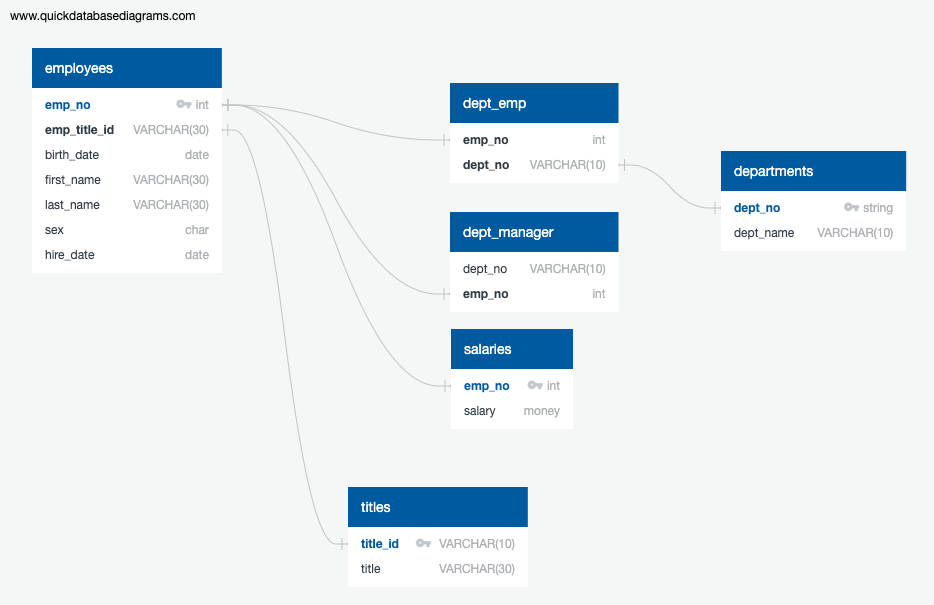 www.quickdatabasediagrams.com
employees
emp_no int
emp_title_id VARCHAR(30)
birth_date date
first_name VARCHAR(30)
last_name VARCHAR(30)
sex char
hire_date date
dept_emp
emp_no int
dept_no VARCHAR(10)
departments
dept_no string
dept_name VARCHAR(10)
dept_manager
dept_no VARCHAR(10)
emp_no int
salaries
emp_no int
salary money
titles
title_id VARCHAR(10)
title VARCHAR(30)